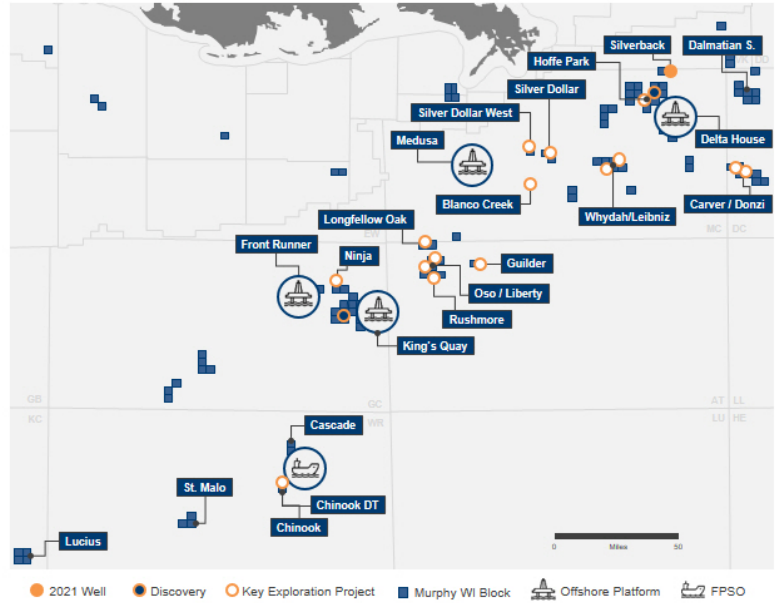 Silverback
Dalmatian S.
Hoffe Park
DD
Silver Dollar
Silver Dollar West
Medusa
Delta House
Blanco Creek
Carver / Donzi
Whydah/Leibniz
Longfellow Oak
EW
MC
DC
Front Runner
Ninja
Guilder
Oso / Liberty
Rushmore
King's Quay
GB
GC
AT
LL
KC
WR
LU
HE
Cascade
St. Malo
Chinook DT
Chinook
Lucius
0
Miles
50
2021 Well
Discovery
Key Exploration Project
Murphy WI Block
Offshore Platform
FPSO